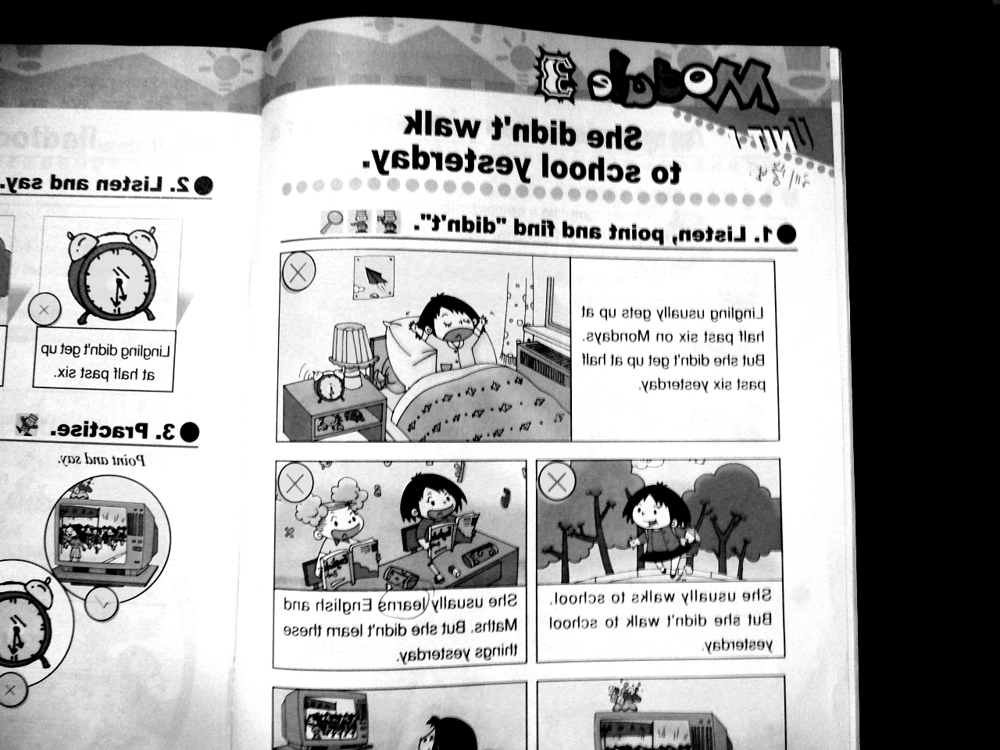 Module 3
UNIT 1
She didn't walk
to school yesterday.
1. Listen, point and find "didn't".
Lingling usually gets up at
half past six on Mondays.
But she didn't get up at half
past six yesterday.
She usually walks to school.
But she didn't walk to school
yesterday.
She usually learns English and
Maths. But she didn't learn these
things yesterday.
2. Listen and say.
Lingling didn't get up
at half past six.
3. Practise.
Point and say.